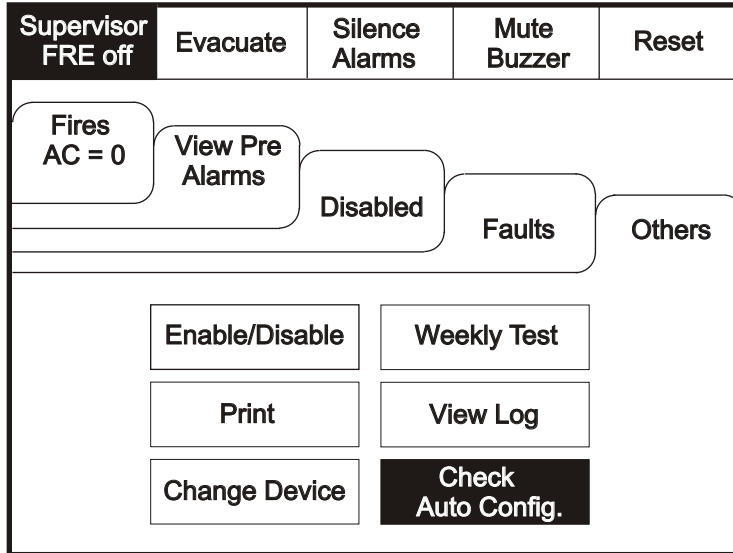 Supervisor
FRE off
Evacuate
Silence
Alarms
Mute
Buzzer
Reset
Fires
AC = 0
View Pre
Alarms
Disabled
Faults
Others
Enable/Disable
Weekly Test
Print
View Log
Change Device
Check
Auto Config.